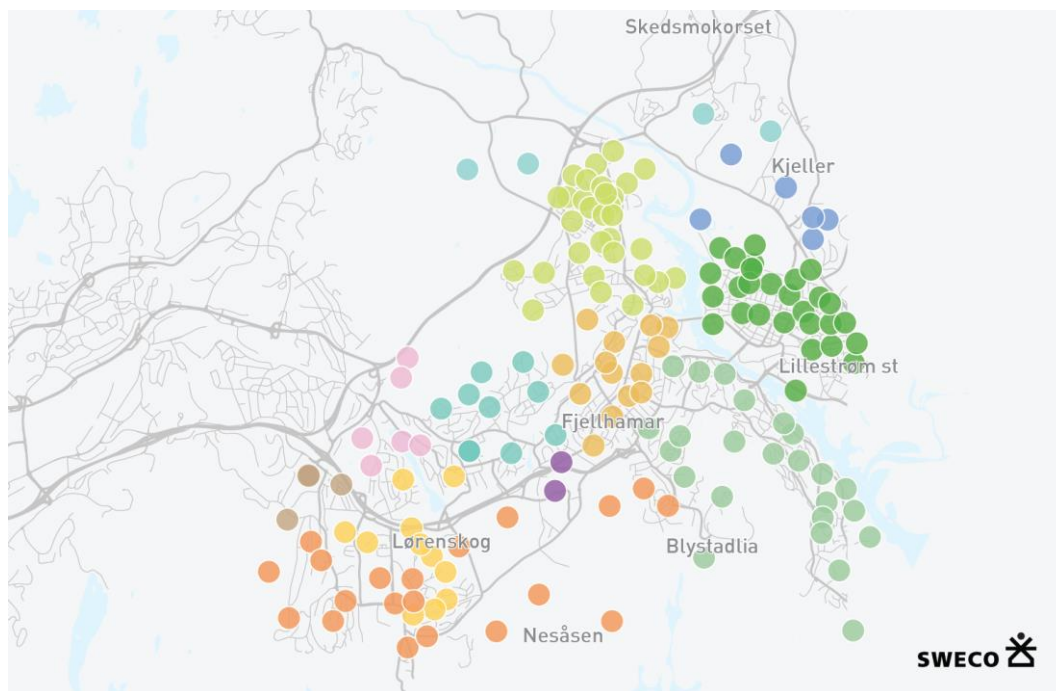 Skedsmokorset
Kjeller
Lillestrøm st
Fjellhamar
Lørenskog
Blystadlia
Nesåsen
SWECO